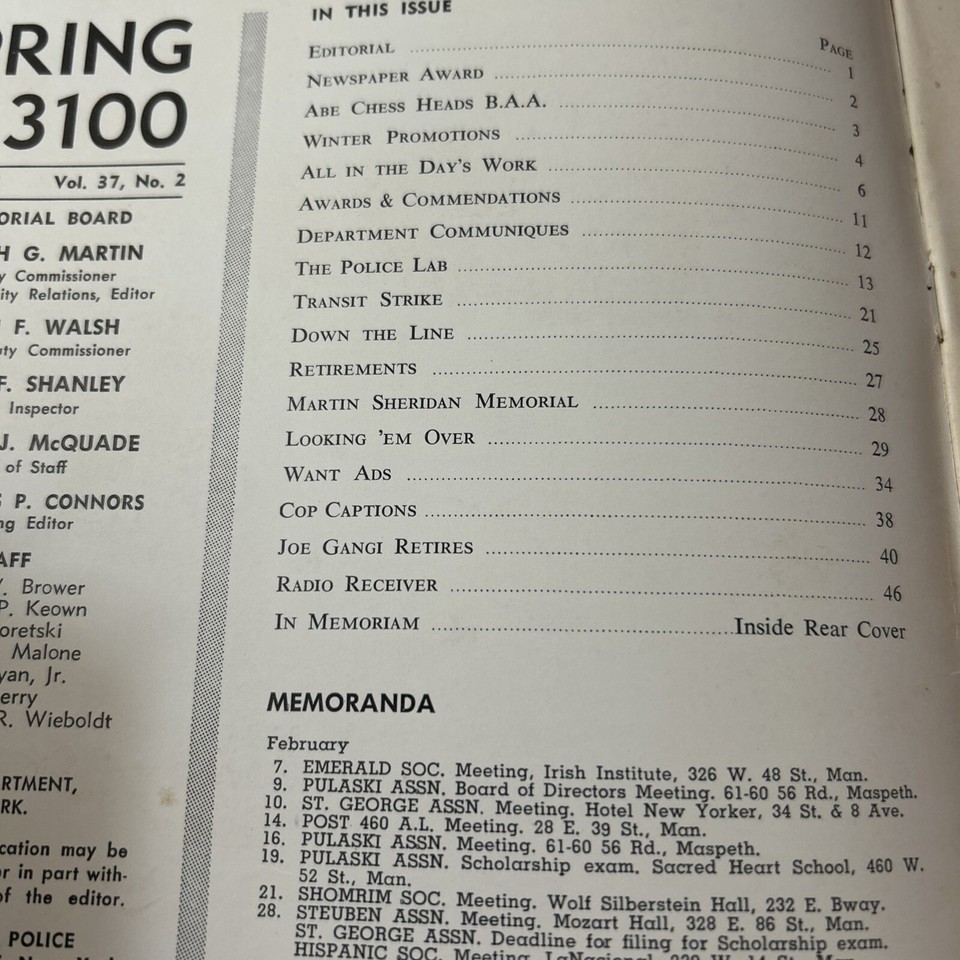 PRING
3100
Vol. 37, No. 2
ORIAL BOARD
H G. MARTIN
y Commissioner
ity Relations, Editor
F. WALSH
uty Commissioner
F. SHANLEY
Inspector
J. McQUADE
of Staff
P. CONNORS
ng Editor
AFF
. Brower
P. Keown
oretski
Malone
yan, Jr.
erry
R. Wieboldt
RTMENT,
RK.
cation may be
or in part with-
of the editor.
POLICE
IN THIS ISSUE
PAGE
EDITORIAL 1
NEWSPAPER AWARD 2
ABE CHESS HEADS B.A.A. 3
WINTER PROMOTIONS 4
ALL IN THE DAY'S WORK 6
AWARDS & COMMENDATIONS 11
DEPARTMENT COMMUNIQUES 12
THE POLICE LAB 13
TRANSIT STRIKE 21
DOWN THE LINE 25
RETIREMENTS 27
MARTIN SHERIDAN MEMORIAL 28
LOOKING 'EM OVER 29
WANT ADS 34
COP CAPTIONS 38
JOE GANGI RETIRES 40
RADIO RECEIVER 46
IN MEMORIAM Inside Rear Cover
MEMORANDA
February
7. EMERALD SOC. Meeting, Irish Institute, 326 W. 48 St., Man.
9. PULASKI ASSN. Board of Directors Meeting. 61-60 56 Rd., Maspeth.
10. ST. GEORGE ASSN. Meeting. Hotel New Yorker, 34 St. & 8 Ave.
14. POST 460 A.L. Meeting. 28 E. 39 St., Man.
16. PULASKI ASSN. Meeting. 61-60 56 Rd., Maspeth.
19. PULASKI ASSN. Scholarship exam. Sacred Heart School, 460 W.
52 St., Man.
21. SHOMRIM SOC. Meeting. Wolf Silberstein Hall, 232 E. Bway.
28. STEUBEN ASSN. Meeting. Mozart Hall, 328 E. 86 St., Man.
ST. GEORGE ASSN. Deadline for filing for Scholarship exam.
HISPANIC SOC. Meeting, LaNacional, 14 St.,